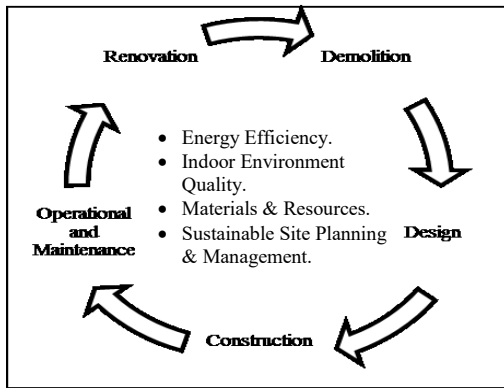 Renovation
Demolition
• Energy Efficiency.
• Indoor Environment
Quality.
• Materials & Resources.
• Sustainable Site Planning
& Management.
Operational
and
Maintenance
Design
Construction